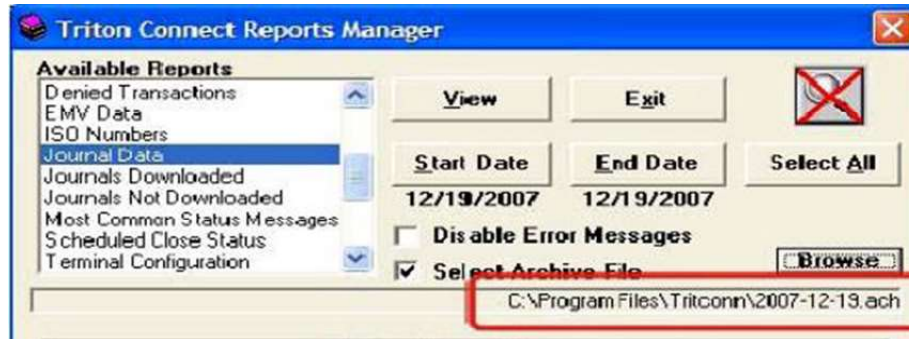 Triton Connect Reports Manager
Available Reports
Denied Transactions
EMV Data
ISO Numbers
Journal Data
Journals Downloaded
Journals Not Downloaded
Most Common Status Messages
Scheduled Close Status
Terminal Configuration
View
Exit
Start Date
End Date
Select All
12/19/2007
12/19/2007
Disable Error Messages
Select Archive File
Browse
C:\Program Files\Tritconn\2007-12-19.ach